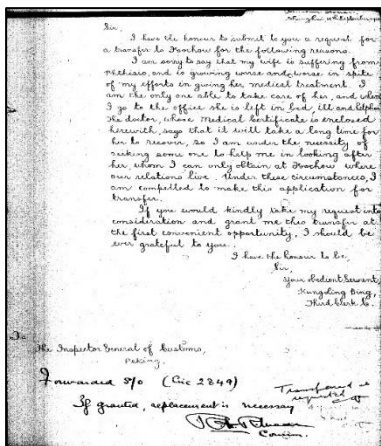 Sir,
I have the honour to submit to you a request for
a transfer to Foochow for the following reasons.
I am sorry to say that my wife is suffering from
Phthisis, and is growing worse and worse in spite
of my efforts in giving her medical treatment. I
am the only one able to take care of her, and when
I go to the office she is left in bed, ill and helpless.
The doctor, whose Medical Certificate is enclosed
herewith, says that it will take a long time for
her to recover, so I am under the necessity of
seeking some one to help me in looking after
her, whom I can only obtain at Foochow where
our relations live. Under these circumstances, I
am compelled to make this application for
transfer.
If you would kindly take my request into
consideration and grant me this transfer at
the first convenient opportunity, I should be
ever grateful to you.
I have the honour to be,
Sir,
Your obedient Servant,
Third Clerk
To
The Inspector General of Customs,
Peking.
Forwarded S/O (Circ 2849)
Transferred as
requested
If granted, replacement is necessary
Comm.